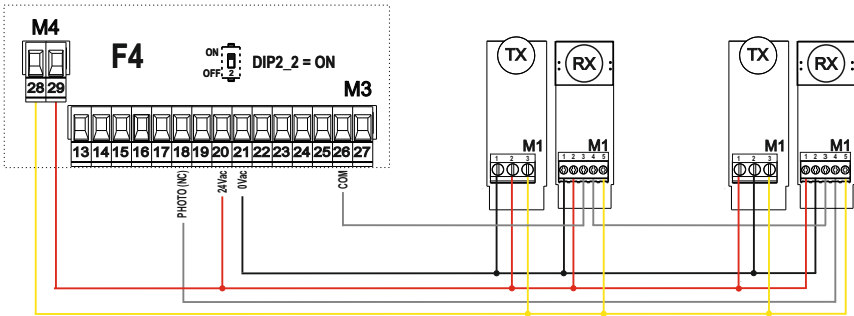 M4
F4
ON
OFF
2
DIP2_2 = ON
28 29
M3
13 14 15 16 17 18 19 20 21 22 23 24 25 26 27
PHOTO (NC)
24Vac
0Vac
COM
TX
RX
M1
M1
1 2 3
1 2 3 4 5
TX
RX
M1
M1
1 2 3
1 2 3 4 5